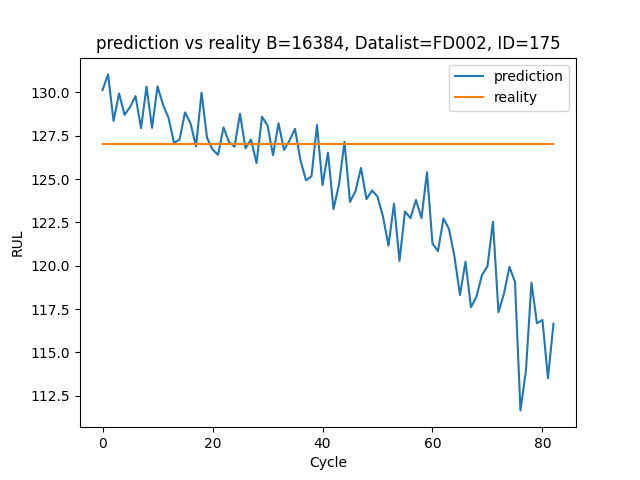 prediction vs reality B=16384, Datalist=FD002, ID=175
prediction
reality
130.0
127.5
125.0
122.5
120.0
117.5
115.0
112.5
RUL
0
20
40
60
80
Cycle